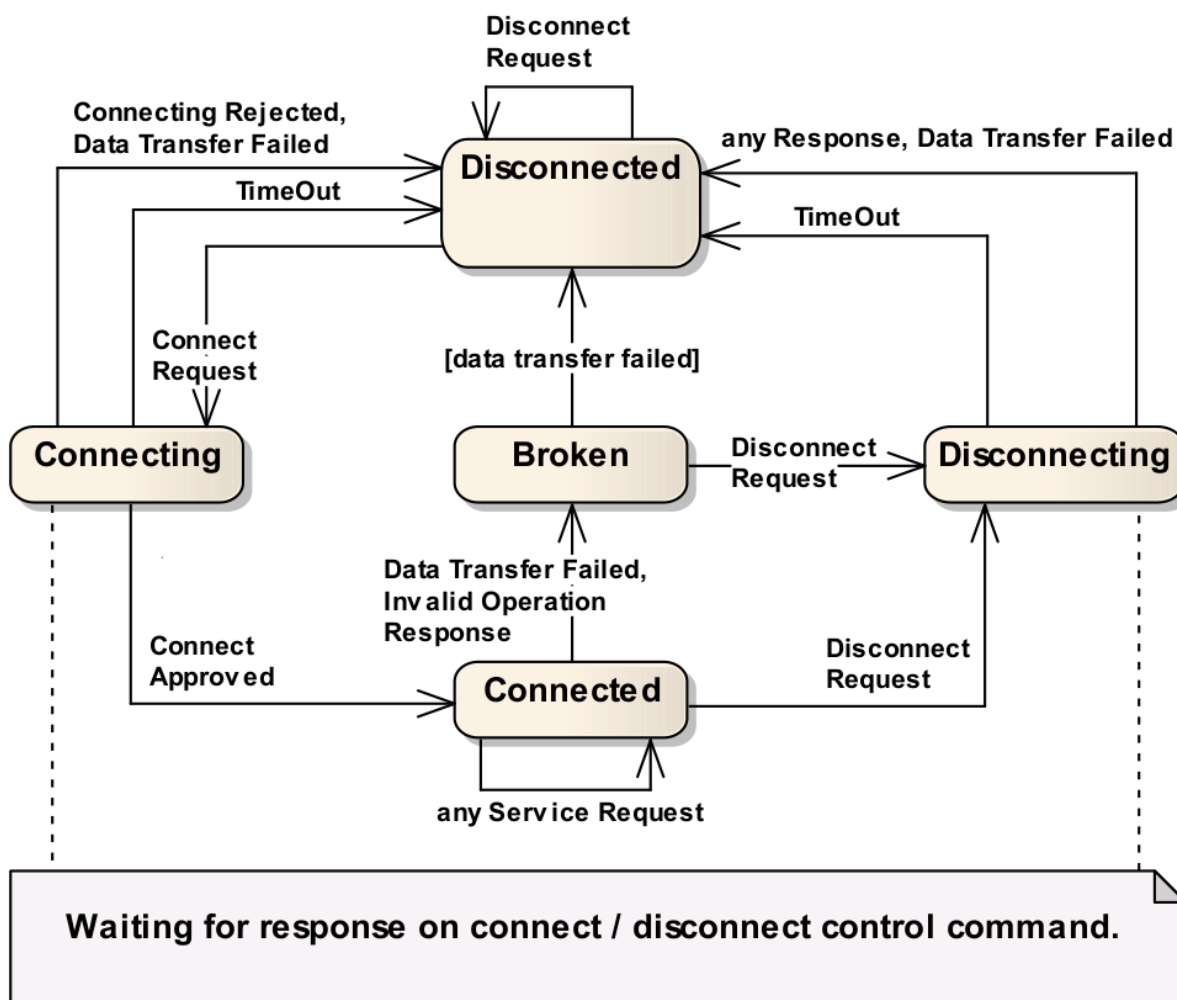 Disconnect
Request
Connecting Rejected,
Data Transfer Failed
any Response, Data Transfer Failed
Disconnected
TimeOut
TimeOut
Connect
Request
[data transfer failed]
Connecting
Broken
Disconnect
Request
Disconnecting
Data Transfer Failed,
Invalid Operation
Response
Connect
Approved
Disconnect
Request
Connected
any Service Request
Waiting for response on connect / disconnect control command.